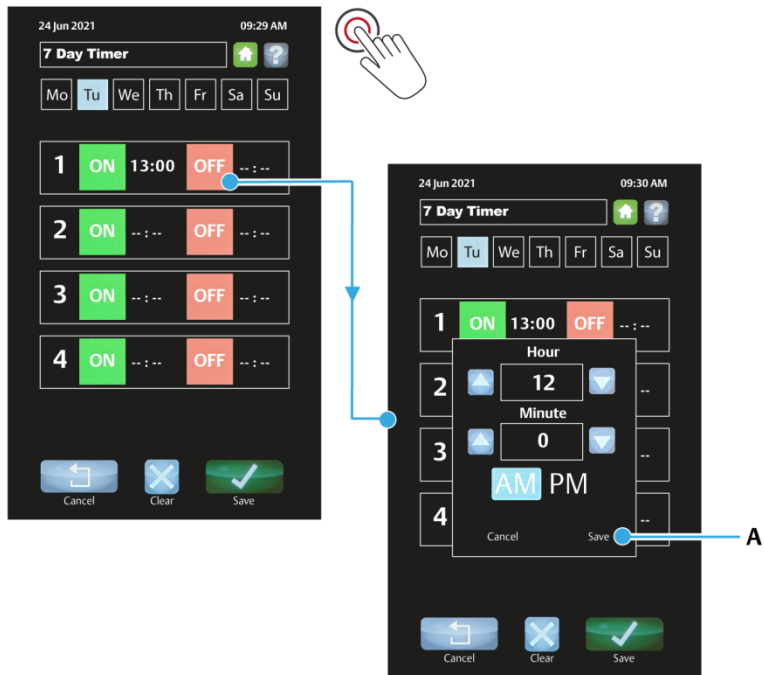 24 Jun 2021 09:29 AM
7 Day Timer ?
Mo Tu We Th Fr Sa Su
1 ON 13:00 OFF --:--
2 ON --:-- OFF --:--
3 ON --:-- OFF --:--
4 ON --:-- OFF --:--
Cancel Clear Save
24 Jun 2021 09:30 AM
7 Day Timer ?
Mo Tu We Th Fr Sa Su
1 ON 13:00 OFF --:--
Hour
2 12 --
Minute
3 0 --
AM PM
4 --
Cancel Save
A
Cancel Clear Save